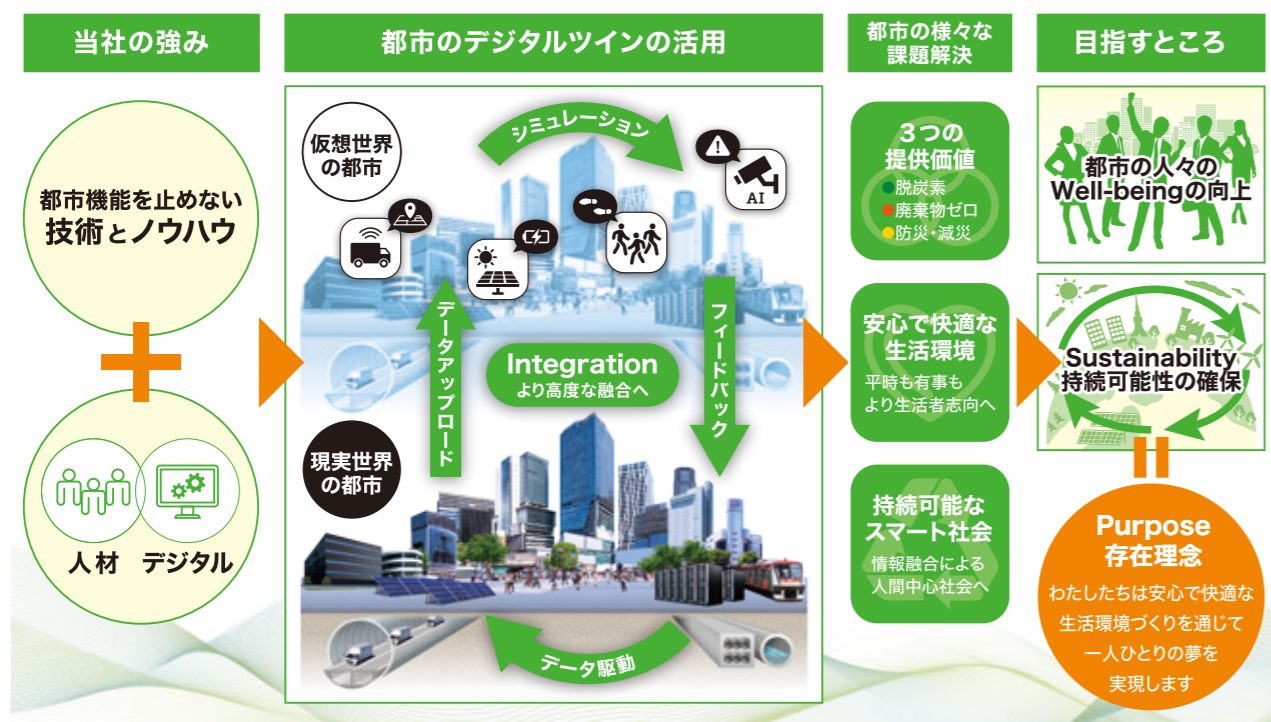 当社の強み
都市機能を止めない
技術とノウハウ
人材
デジタル
都市のデジタルツインの活用
仮想世界
の都市
シミュレーション
AI
データアップロード
フィードバック
Integration
より高度な融合へ
現実世界
の都市
データ駆動
都市の様々な
課題解決
3つの
提供価値
●脱炭素
●廃棄物ゼロ
●防災・減災
安心で快適な
生活環境
平時も有事も
より生活者志向へ
持続可能な
スマート社会
情報融合による
人間中心社会へ
目指すところ
都市の人々の
Well-beingの向上
Sustainability
持続可能性の確保
Purpose
存在理念
わたしたちは安心で快適な
生活環境づくりを通じて
一人ひとりの夢を
実現します